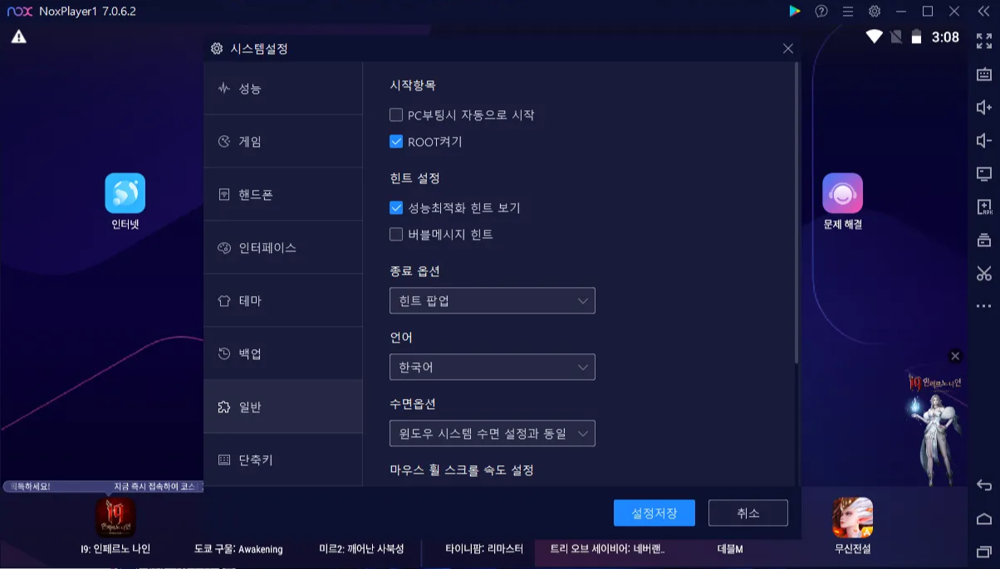 nox NoxPlayer1 7.0.6.2
3:08
시스템설정
성능
게임
핸드폰
인터페이스
테마
백업
일반
단축키
시작항목
PC부팅시 자동으로 시작
ROOT켜기
힌트 설정
성능최적화 힌트 보기
버블메시지 힌트
종료 옵션
힌트 팝업
언어
한국어
수면옵션
윈도우 시스템 수면 설정과 동일
마우스 휠 스크롤 속도 설정
설정저장
취소
인터넷
문제 해결
APK
인페르노나인
획득하세요!
지금 즉시 접속하여 코스
인페르노 나인
I9: 인페르노 나인
도쿄 구울: Awakening
미르2: 깨어난 사북성
타이니팜: 리마스터
트리 오브 세이비어: 네버랜..
데블M
무신전설